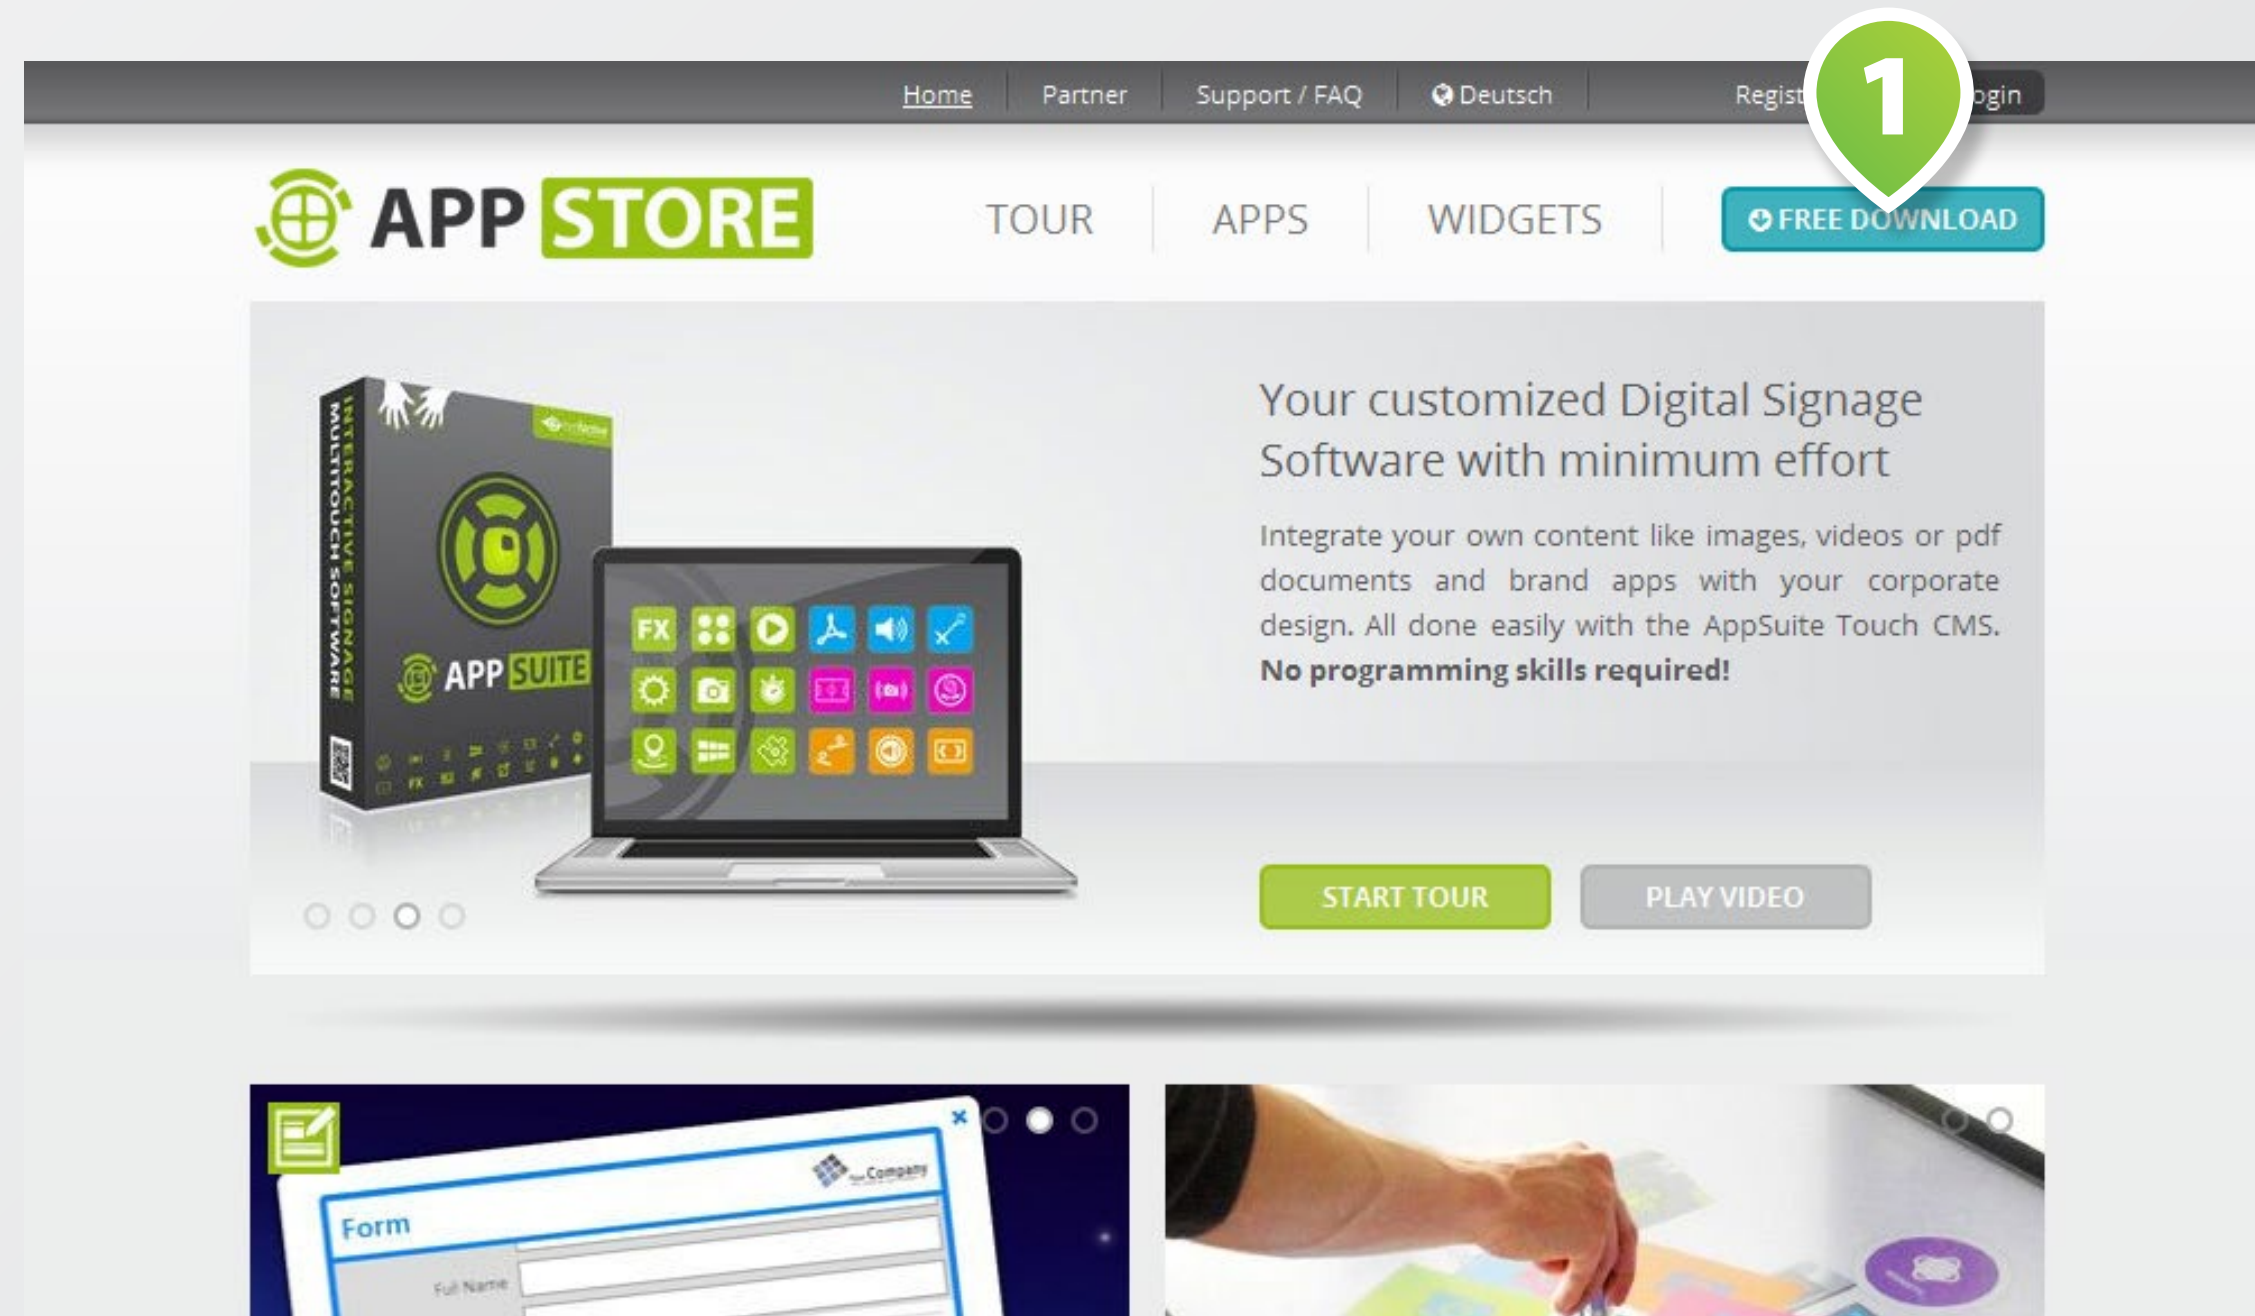 1
Home Partner Support / FAQ Deutsch Regist ogin
APP STORE TOUR APPS WIDGETS FREE DOWNLOAD
Your customized Digital Signage
Software with minimum effort
Integrate your own content like images, videos or pdf
documents and brand apps with your corporate
design. All done easily with the AppSuite Touch CMS.
No programming skills required!
INTERACTIVE SIGNAGE
MULTITOUCH SOFTWARE
APP SUITE
FX
FX
START TOUR PLAY VIDEO
Company
Form
Full Name